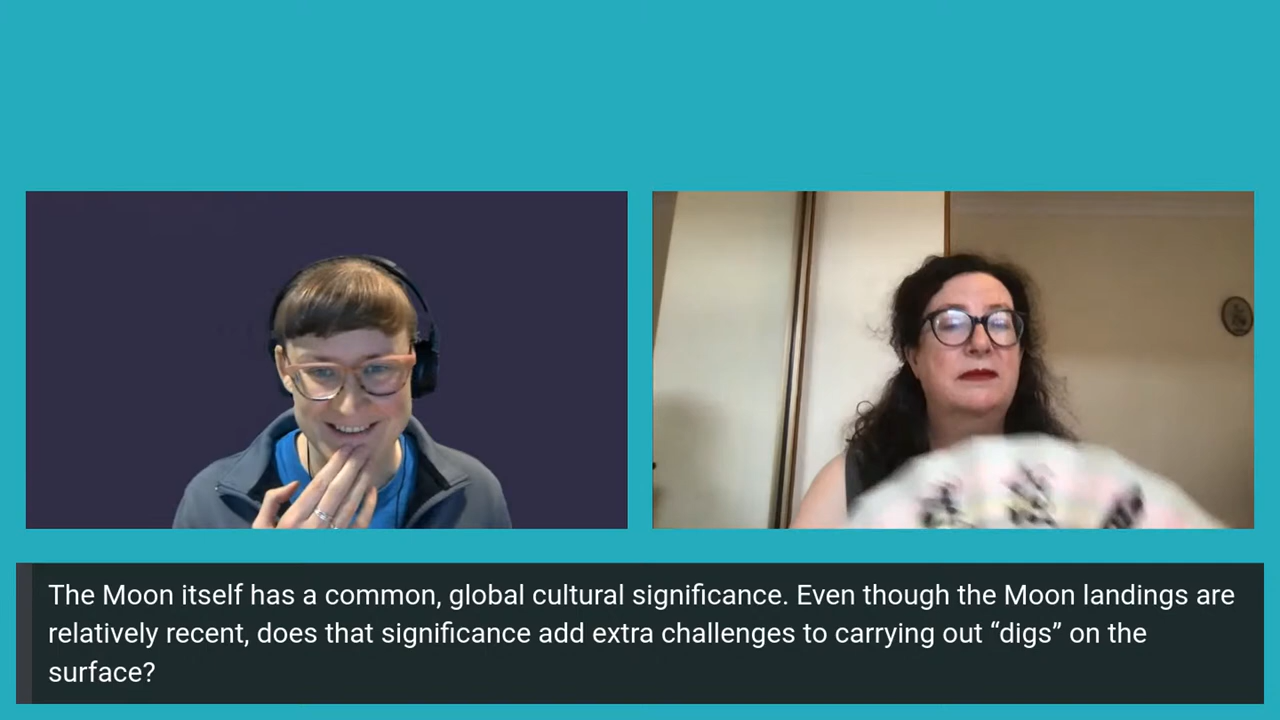 The Moon itself has a common, global cultural significance. Even though the Moon landings are
relatively recent, does that significance add extra challenges to carrying out “digs” on the
surface?